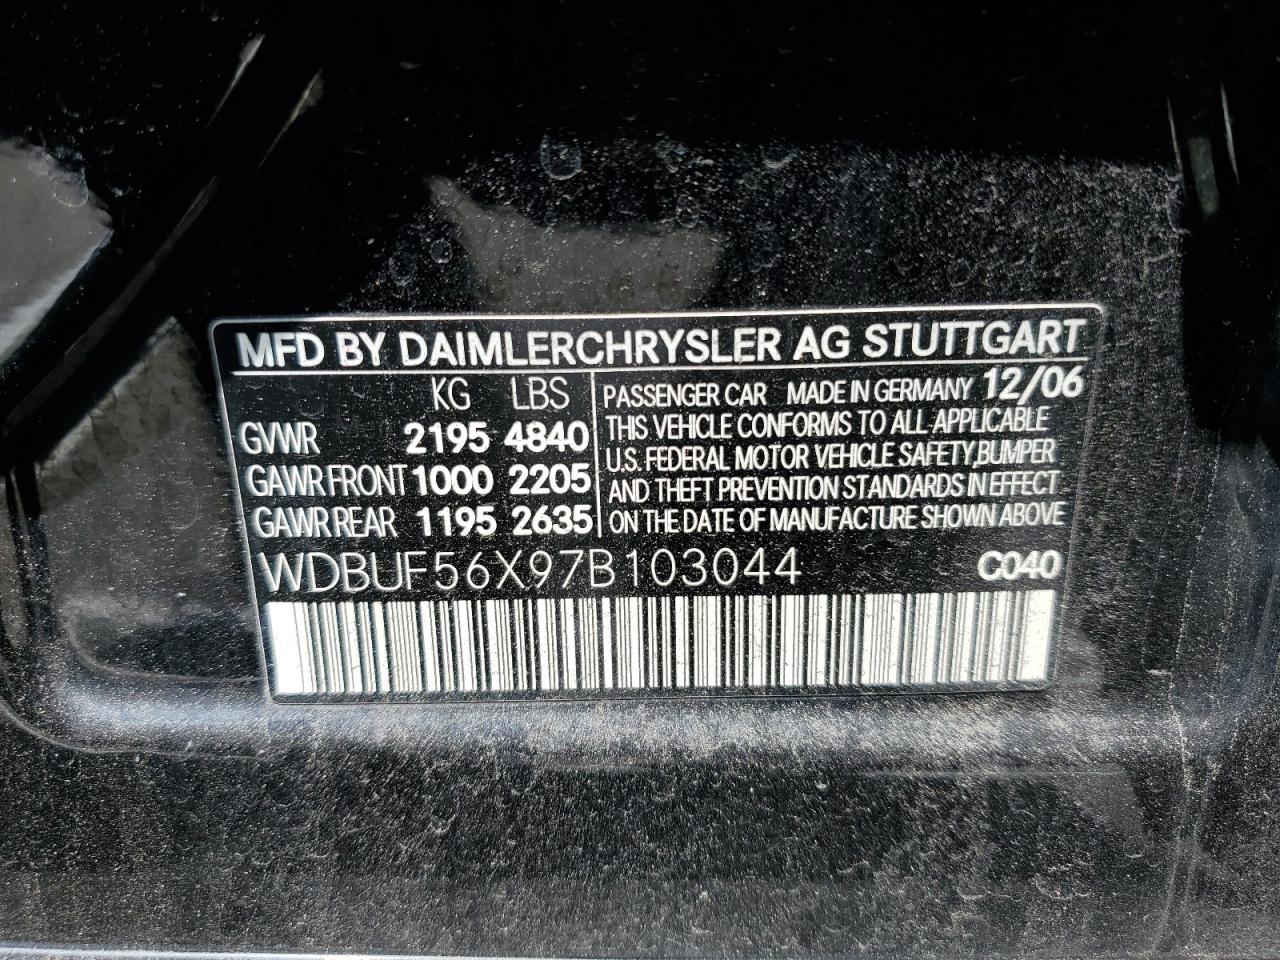 MFD BY DAIMLERCHRYSLER AG STUTTGART
KG LBS
GVWR 2195 4840
GAWR FRONT 1000 2205
GAWR REAR 1195 2635
PASSENGER CAR MADE IN GERMANY 12/06
THIS VEHICLE CONFORMS TO ALL APPLICABLE
U.S. FEDERAL MOTOR VEHICLE SAFETY, BUMPER
AND THEFT PREVENTION STANDARDS IN EFFECT
ON THE DATE OF MANUFACTURE SHOWN ABOVE
WDBUF56X97B103044 C040